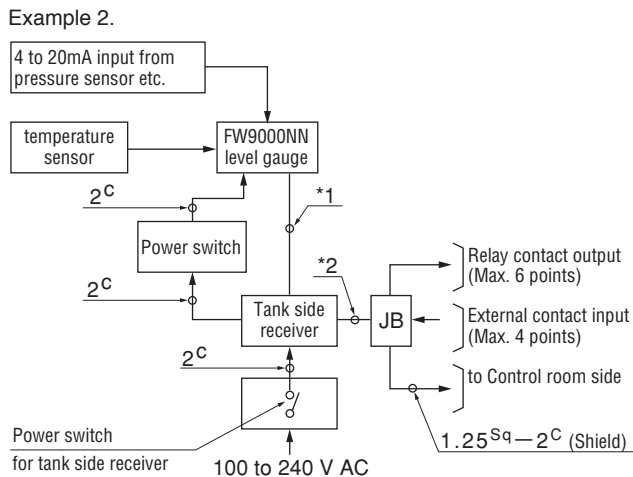 Example 2.
4 to 20mA input from
pressure sensor etc.
temperature
sensor
FW9000NN
level gauge
2C
*1
Power switch
*2
Relay contact output
(Max. 6 points)
2C
Tank side
receiver
JB
External contact input
(Max. 4 points)
2C
to Control room side
Power switch
for tank side receiver
1.25Sq—2C (Shield)
100 to 240 V AC